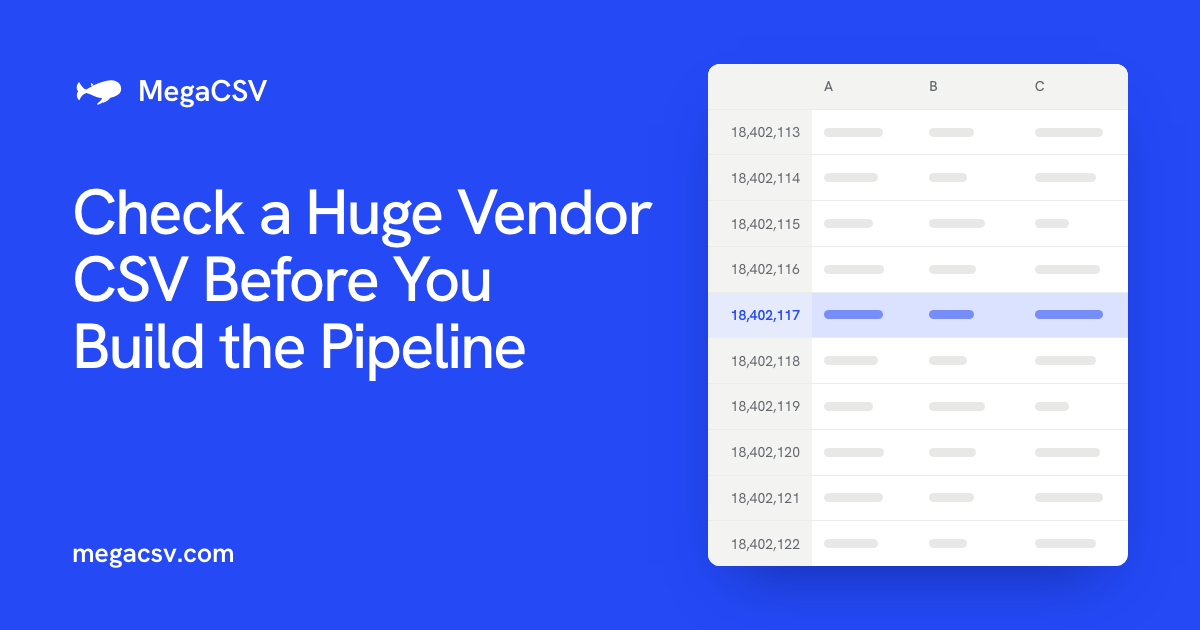 MegaCSV
Check a Huge Vendor
CSV Before You
Build the Pipeline
megacsv.com
A B C
18,402,113
18,402,114
18,402,115
18,402,116
18,402,117
18,402,118
18,402,119
18,402,120
18,402,121
18,402,122